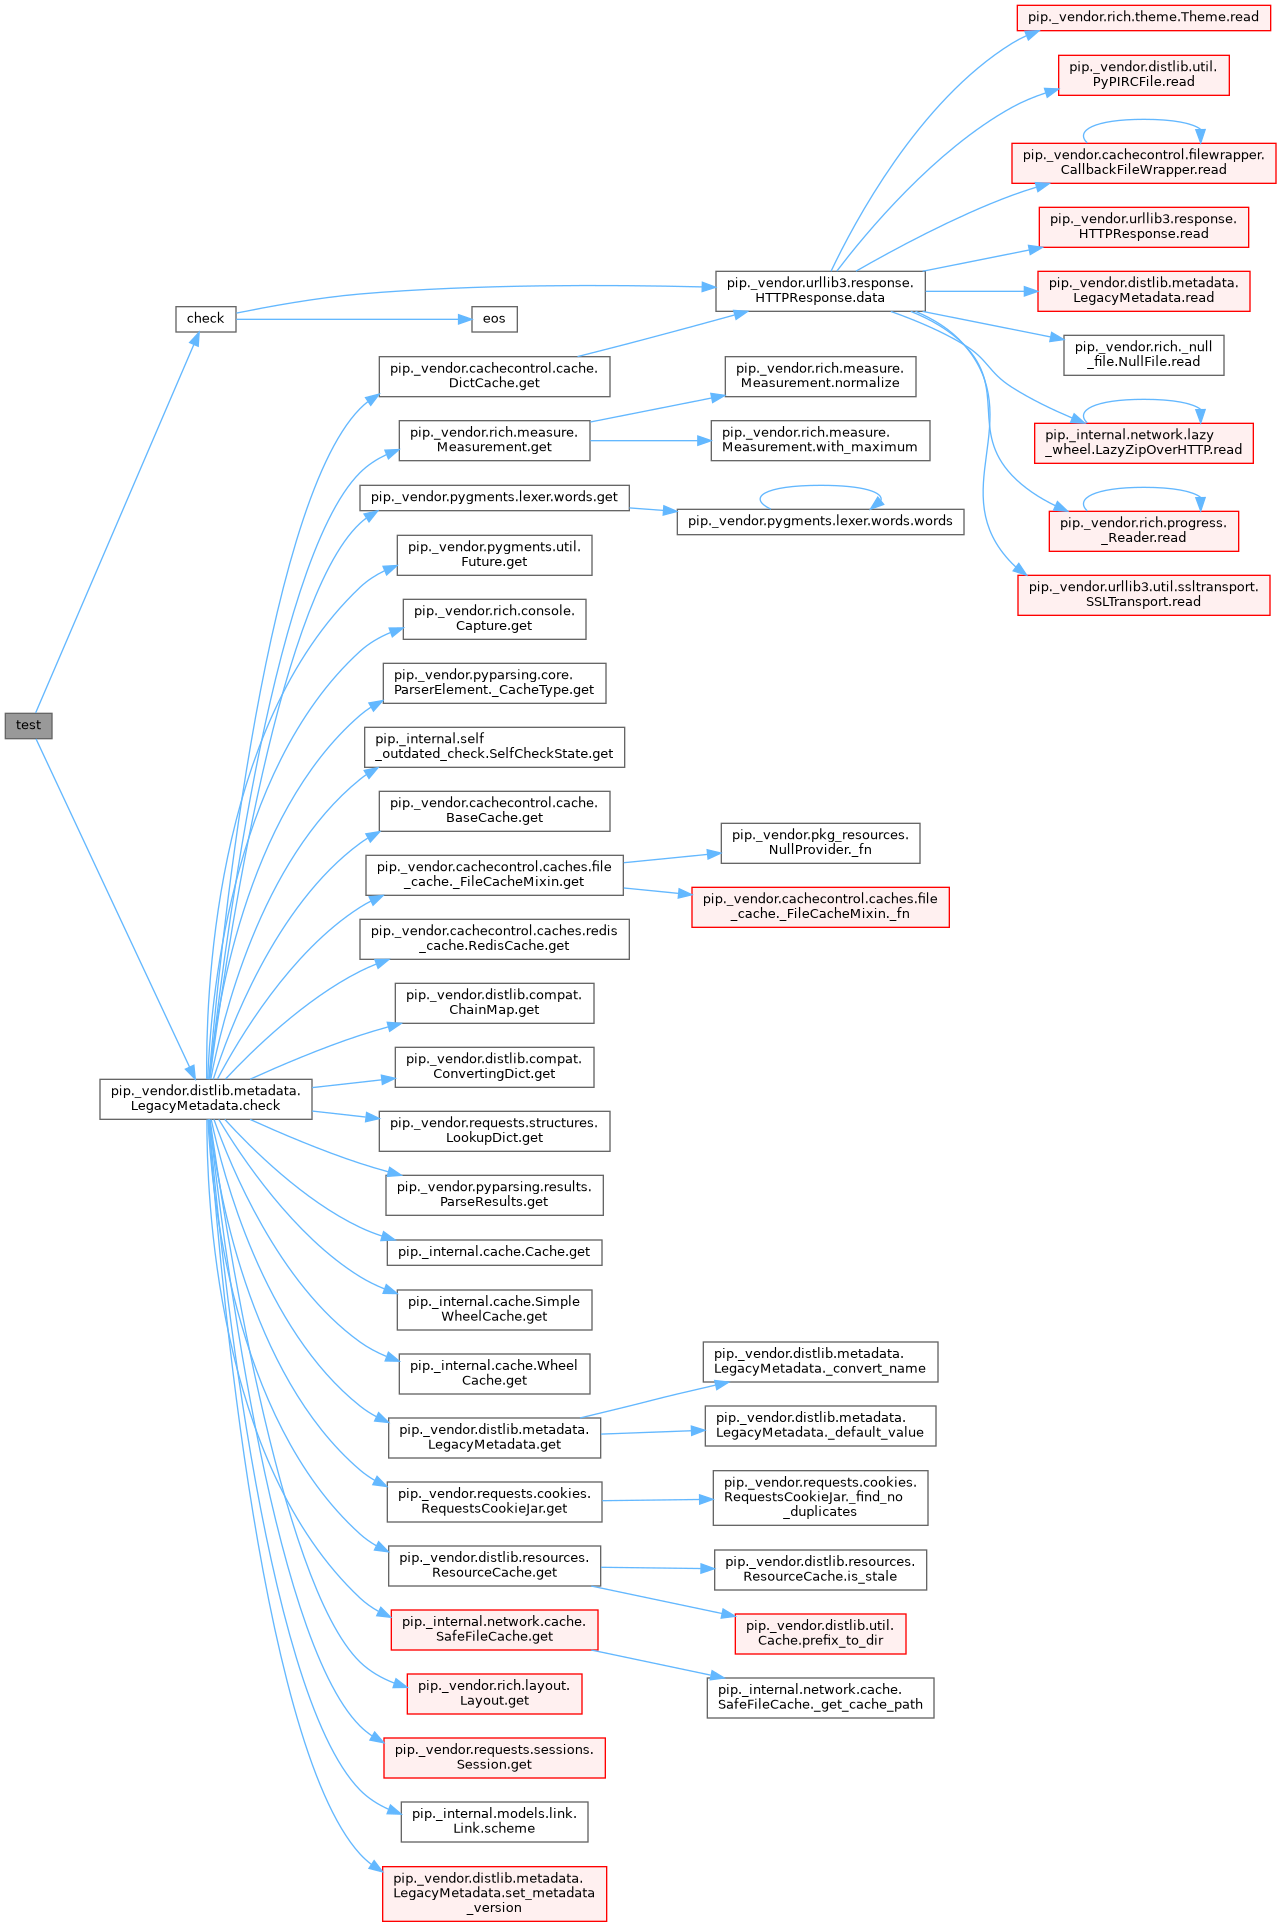 test
check
pip._vendor.distlib.metadata.
LegacyMetadata.check
eos
pip._vendor.cachecontrol.cache.
DictCache.get
pip._vendor.rich.measure.
Measurement.get
pip._vendor.pygments.lexer.words.get
pip._vendor.pygments.util.
Future.get
pip._vendor.rich.console.
Capture.get
pip._vendor.pyparsing.core.
ParserElement._CacheType.get
pip._internal.self
_outdated_check.SelfCheckState.get
pip._vendor.cachecontrol.cache.
BaseCache.get
pip._vendor.cachecontrol.caches.file
_cache._FileCacheMixin.get
pip._vendor.cachecontrol.caches.redis
_cache.RedisCache.get
pip._vendor.distlib.compat.
ChainMap.get
pip._vendor.distlib.compat.
ConvertingDict.get
pip._vendor.requests.structures.
LookupDict.get
pip._vendor.pyparsing.results.
ParseResults.get
pip._internal.cache.Cache.get
pip._internal.cache.Simple
WheelCache.get
pip._internal.cache.Wheel
Cache.get
pip._vendor.distlib.metadata.
LegacyMetadata.get
pip._vendor.requests.cookies.
RequestsCookieJar.get
pip._vendor.distlib.resources.
ResourceCache.get
pip._internal.network.cache.
SafeFileCache.get
pip._vendor.rich.layout.
Layout.get
pip._vendor.requests.sessions.
Session.get
pip._internal.models.link.
Link.scheme
pip._vendor.distlib.metadata.
LegacyMetadata.set_metadata
_version
pip._vendor.urllib3.response.
HTTPResponse.data
pip._vendor.rich.measure.
Measurement.normalize
pip._vendor.rich.measure.
Measurement.with_maximum
pip._vendor.pygments.lexer.words.words
pip._vendor.pkg_resources.
NullProvider._fn
pip._vendor.cachecontrol.caches.file
_cache._FileCacheMixin._fn
pip._vendor.distlib.metadata.
LegacyMetadata._convert_name
pip._vendor.distlib.metadata.
LegacyMetadata._default_value
pip._vendor.requests.cookies.
RequestsCookieJar._find_no
_duplicates
pip._vendor.distlib.resources.
ResourceCache.is_stale
pip._vendor.distlib.util.
Cache.prefix_to_dir
pip._internal.network.cache.
SafeFileCache._get_cache_path
pip._vendor.rich.theme.Theme.read
pip._vendor.distlib.util.
PyPIRCFile.read
pip._vendor.cachecontrol.filewrapper.
CallbackFileWrapper.read
pip._vendor.urllib3.response.
HTTPResponse.read
pip._vendor.distlib.metadata.
LegacyMetadata.read
pip._vendor.rich._null
_file.NullFile.read
pip._internal.network.lazy
_wheel.LazyZipOverHTTP.read
pip._vendor.rich.progress.
_Reader.read
pip._vendor.urllib3.util.ssltransport.
SSLTransport.read